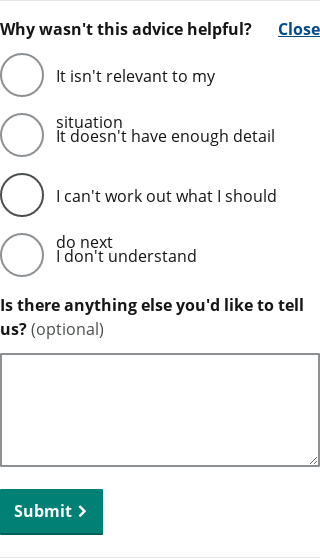 Why wasn't this advice helpful? Close
It isn't relevant to my
situation
It doesn't have enough detail
I can't work out what I should
do next
I don't understand
Is there anything else you'd like to tell
us? (optional)
Submit